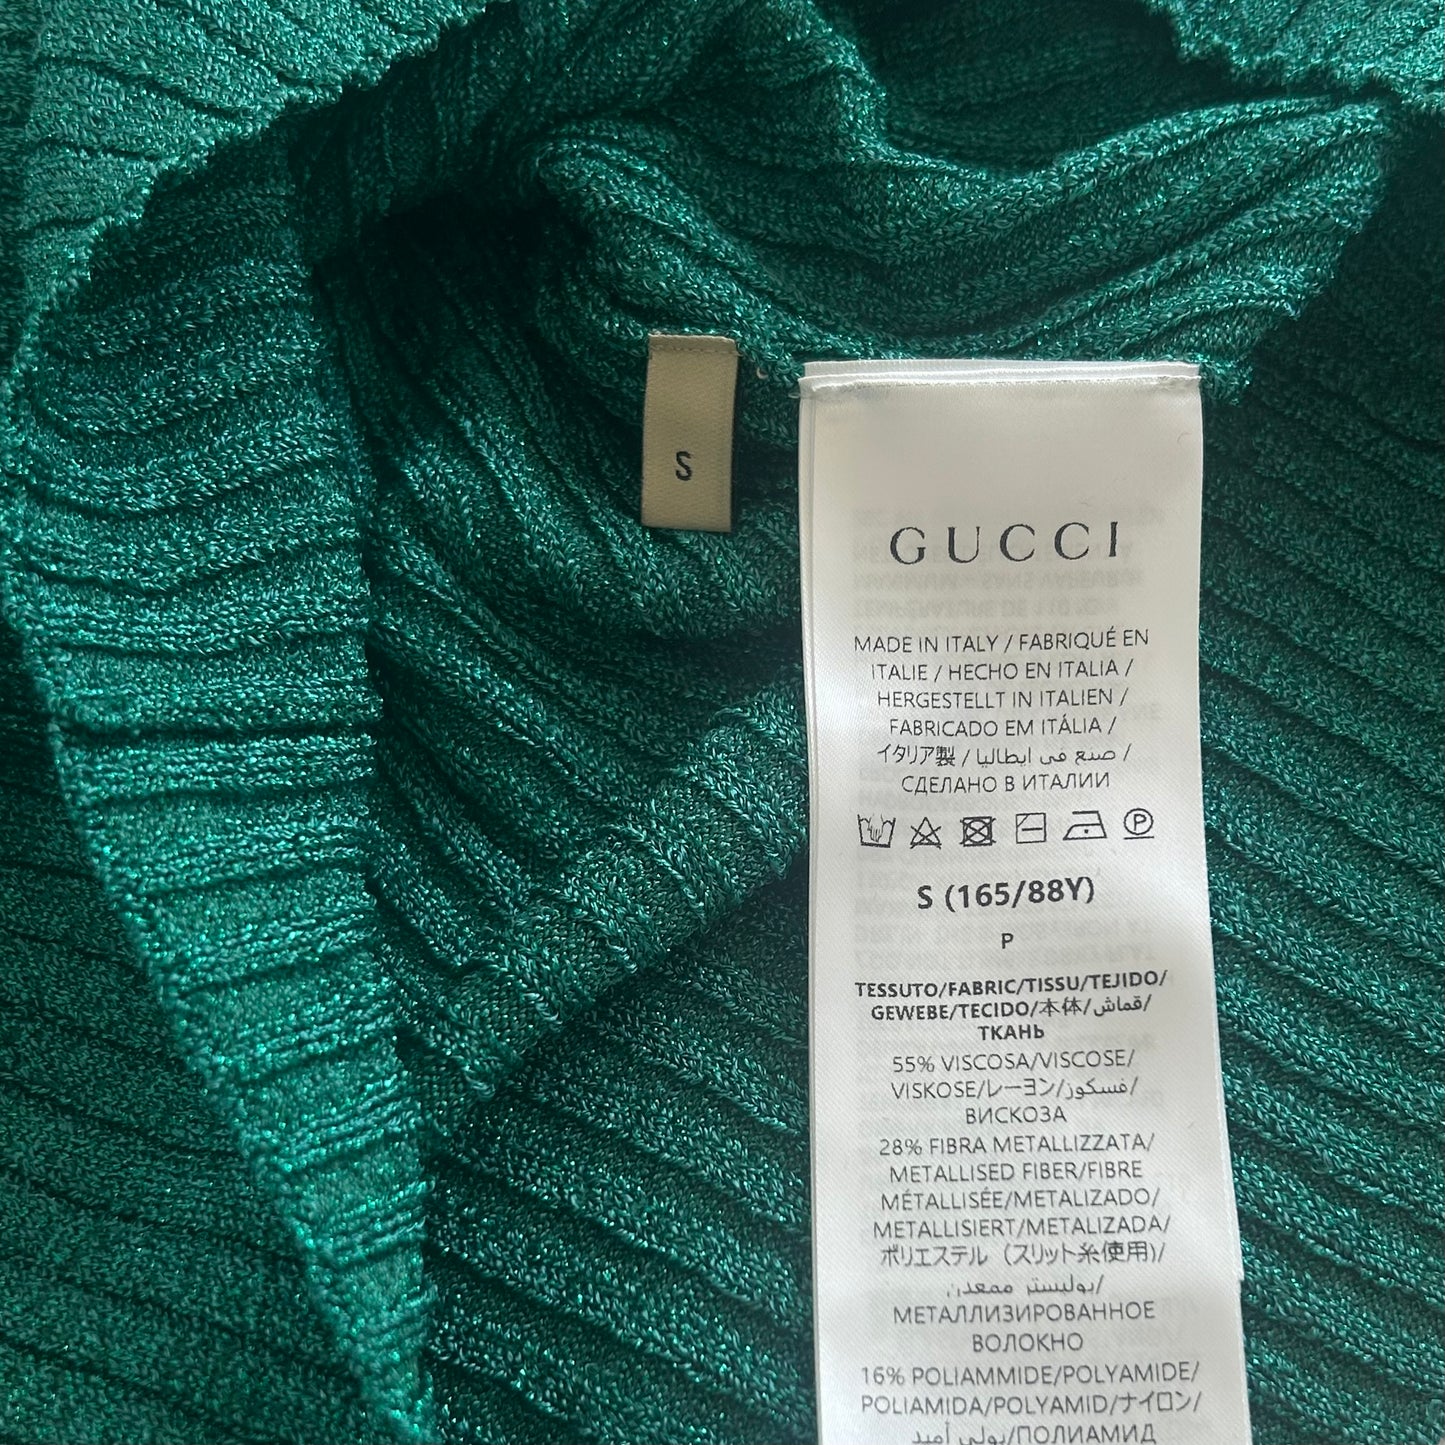 S
GUCCI
MADE IN ITALY / FABRIQUÉ EN
ITALIE / HECHO EN ITALIA /
HERGESTELLT IN ITALIEN /
FABRICADO EM ITÁLIA /
イタリア製 / صنع في ايطاليا /
СДЕЛАНО В ИТАЛИИ
P
S (165/88Y)
P
TESSUTO/FABRIC/TISSU/TEJIDO/
GEWEBE/TECIDO/本体/قماش/
ТКАНЬ
55% VISCOSA/VISCOSE/
VISKOSE/レーヨン/فسكوز/
ВИСКОЗА
28% FIBRA METALLIZZATA/
METALLISED FIBER/FIBRE
MÉTALLISÉE/METALIZADO/
METALLISIERT/METALIZADA/
ポリエステル (スリット糸使用)/
بوليستر ممعدن/
МЕТАЛЛИЗИРОВАННОЕ
ВОЛОКНО
16% POLIAMMIDE/POLYAMIDE/
POLIAMIDA/POLYAMID/ナイロン/
بولي أميد/ПОЛИАМИД